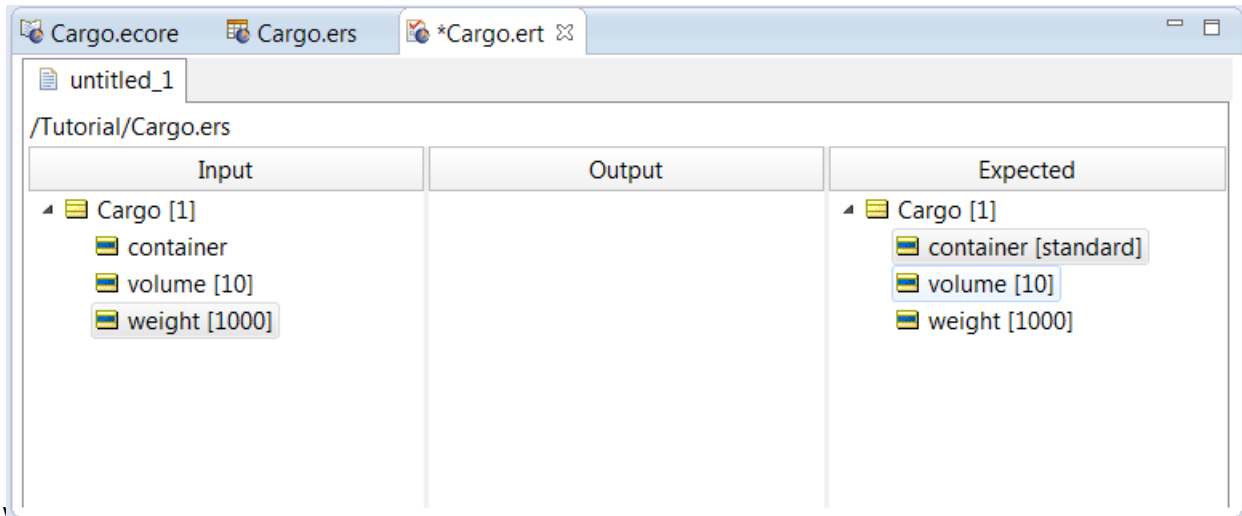 Cargo.ecore Cargo.ers *Cargo.ert
untitled_1
/Tutorial/Cargo.ers
Input Output Expected
Cargo [1] Cargo [1]
container container [standard]
volume [10] volume [10]
weight [1000] weight [1000]